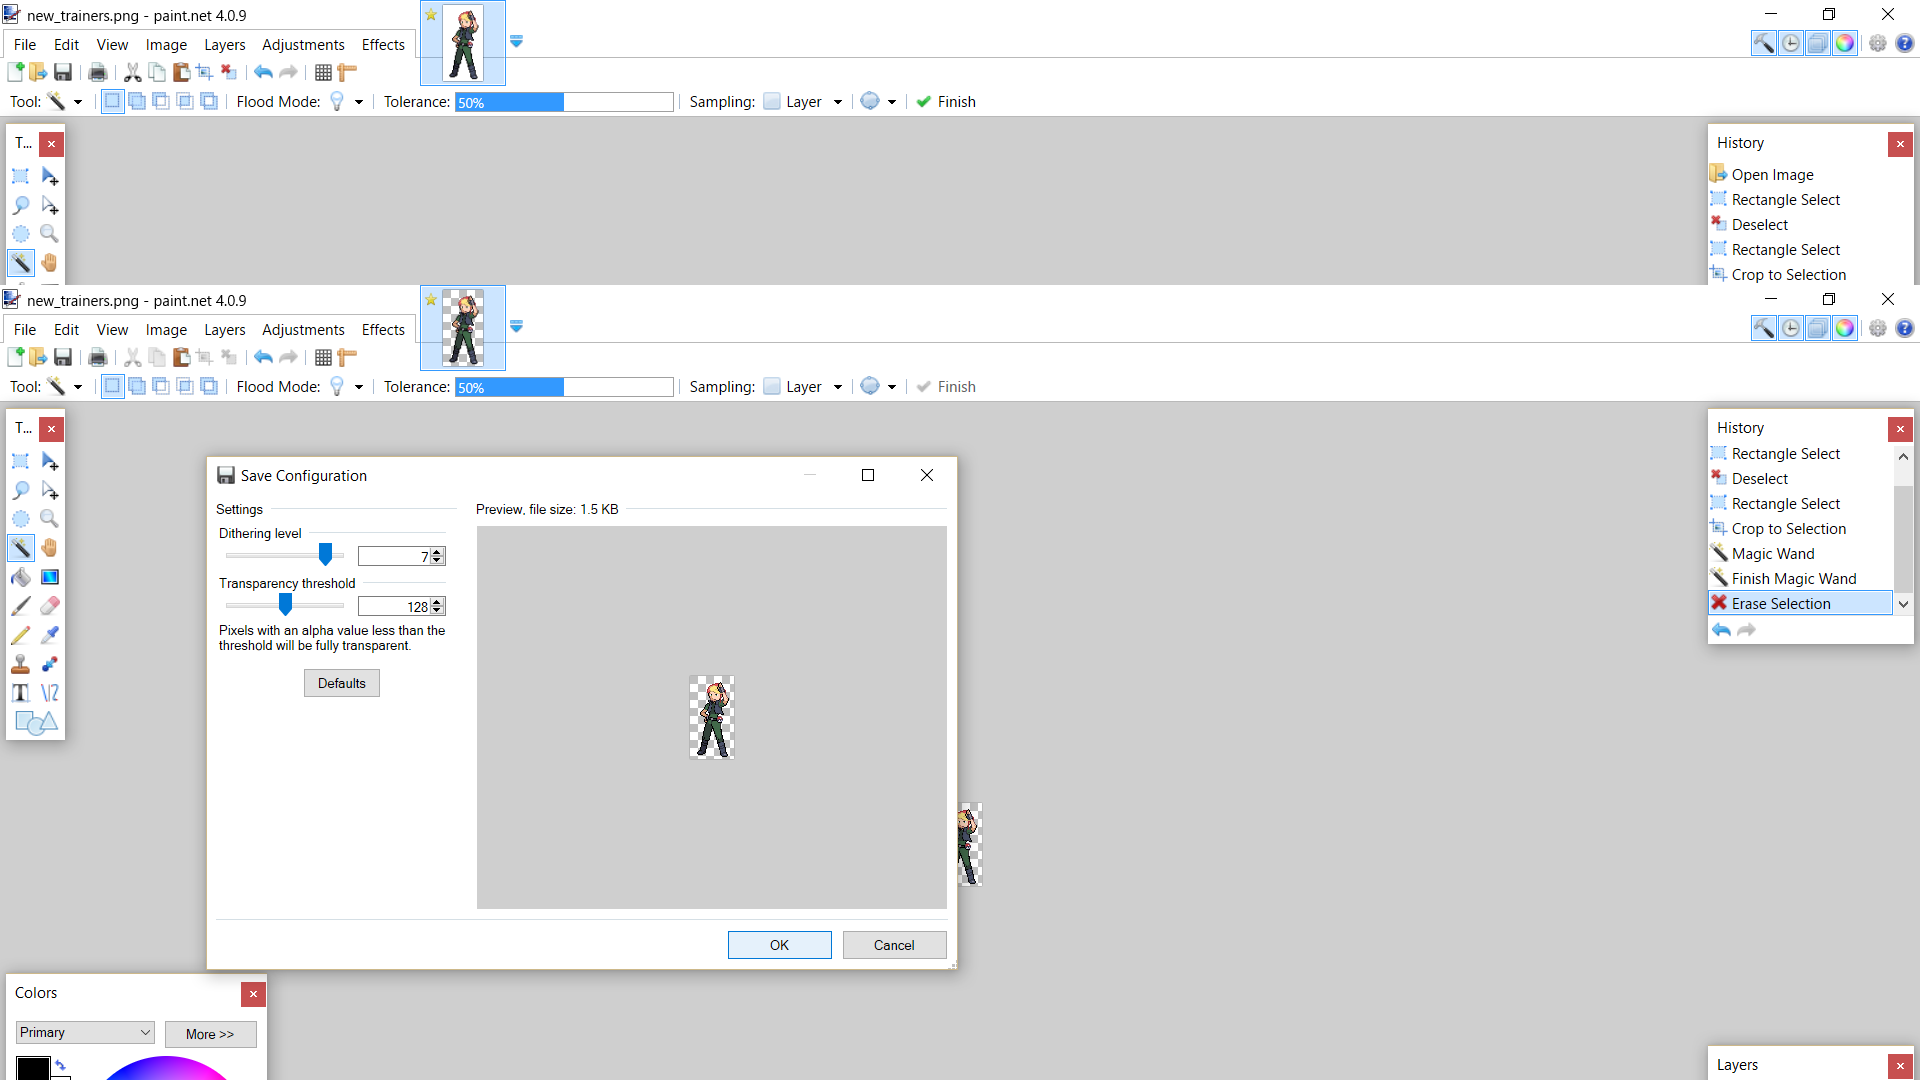 new_trainers.png - paint.net 4.0.9
File Edit View Image Layers Adjustments Effects
Tool: Flood Mode: Tolerance: 50% Sampling: Layer Finish
T...
History
Open Image
Rectangle Select
Deselect
Rectangle Select
Crop to Selection
new_trainers.png - paint.net 4.0.9
File Edit View Image Layers Adjustments Effects
Tool: Flood Mode: Tolerance: 50% Sampling: Layer Finish
T...
History
Rectangle Select
Deselect
Rectangle Select
Crop to Selection
Magic Wand
Finish Magic Wand
Erase Selection
Save Configuration
Settings
Dithering level
7
Transparency threshold
128
Pixels with an alpha value less than the
threshold will be fully transparent.
Defaults
Preview, file size: 1.5 KB
OK Cancel
Colors
Primary More >>
Layers